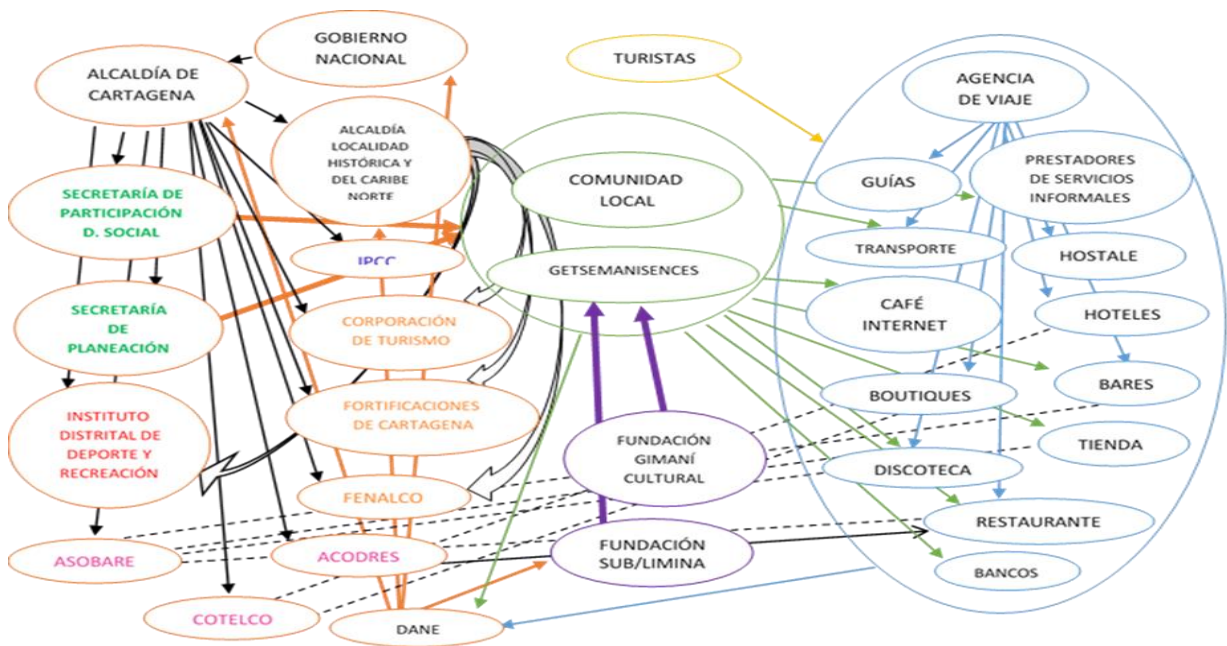 GOBIERNO
NACIONAL
ALCALDÍA DE
CARTAGENA
ALCALDÍA
LOCALIDAD
HISTÓRICA Y
DEL CARIBE
NORTE
SECRETARÍA DE
PARTICIPACIÓN
D. SOCIAL
IPCC
SECRETARÍA
DE
PLANEACIÓN
CORPORACIÓN
DE TURISMO
INSTITUTO
DISTRITAL DE
DEPORTE Y
RECREACIÓN
FORTIFICACIONES
DE CARTAGENA
FENALCO
ASOBARE
ACODRES
COTELCO
DANE
TURISTAS
COMUNIDAD
LOCAL
GETSEMANISENCES
FUNDACIÓN
GIMANÍ
CULTURAL
FUNDACIÓN
SUB/LIMINA
AGENCIA
DE VIAJE
GUÍAS
PRESTADORES
DE SERVICIOS
INFORMALES
TRANSPORTE
HOSTALE
CAFÉ
INTERNET
HOTELES
BOUTIQUES
BARES
TIENDA
DISCOTECA
RESTAURANTE
BANCOS